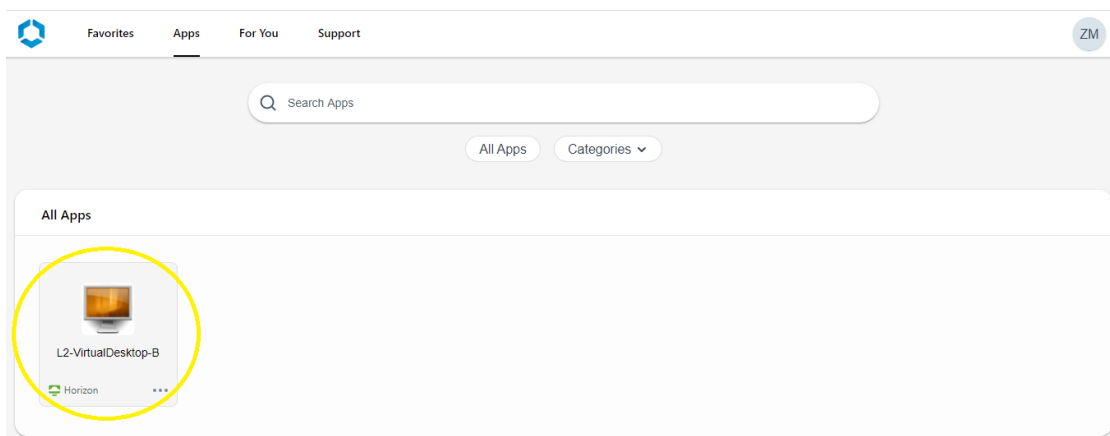 Favorites Apps For You Support ZM
Search Apps
All Apps Categories
All Apps
L2-VirtualDesktop-B
Horizon